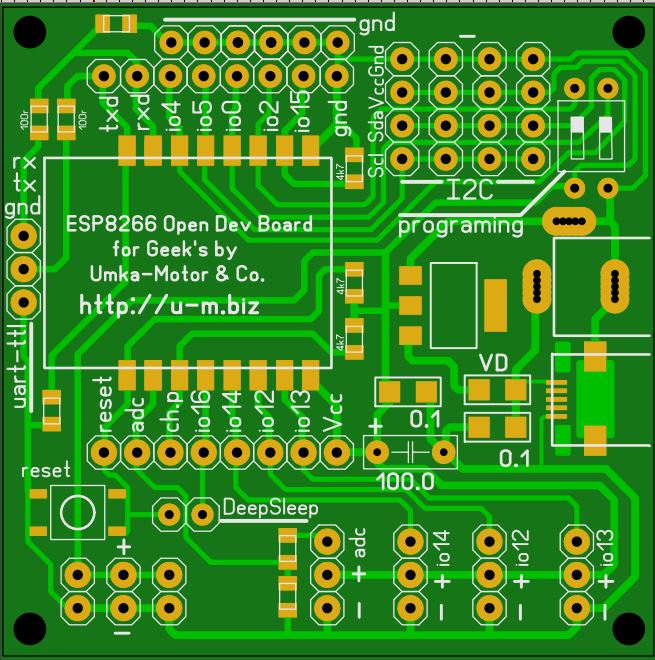 gnd
txd
rxd
io4
io5
io0
io2
io15
gnd
Scl Sda Vcc Gnd
100r
100r
4k7
rx
tx
gnd
I2C
programing
ESP8266 Open Dev Board
for Geek's by
Umka-Motor & Co.
http://u-m.biz
4k7
4k7
uart-ttl
VD
0.1
0.1
reset
adc
ch.p
io16
io14
io12
io13
Vcc
+
100.0
reset
DeepSleep
+
−
adc
+
−
io14
+
−
io12
+
−
io13
+
−